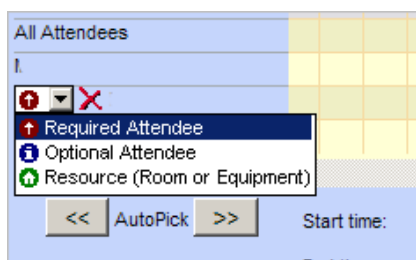 All Attendees
Required Attendee
Optional Attendee
Resource (Room or Equipment)
<< AutoPick >> Start time: